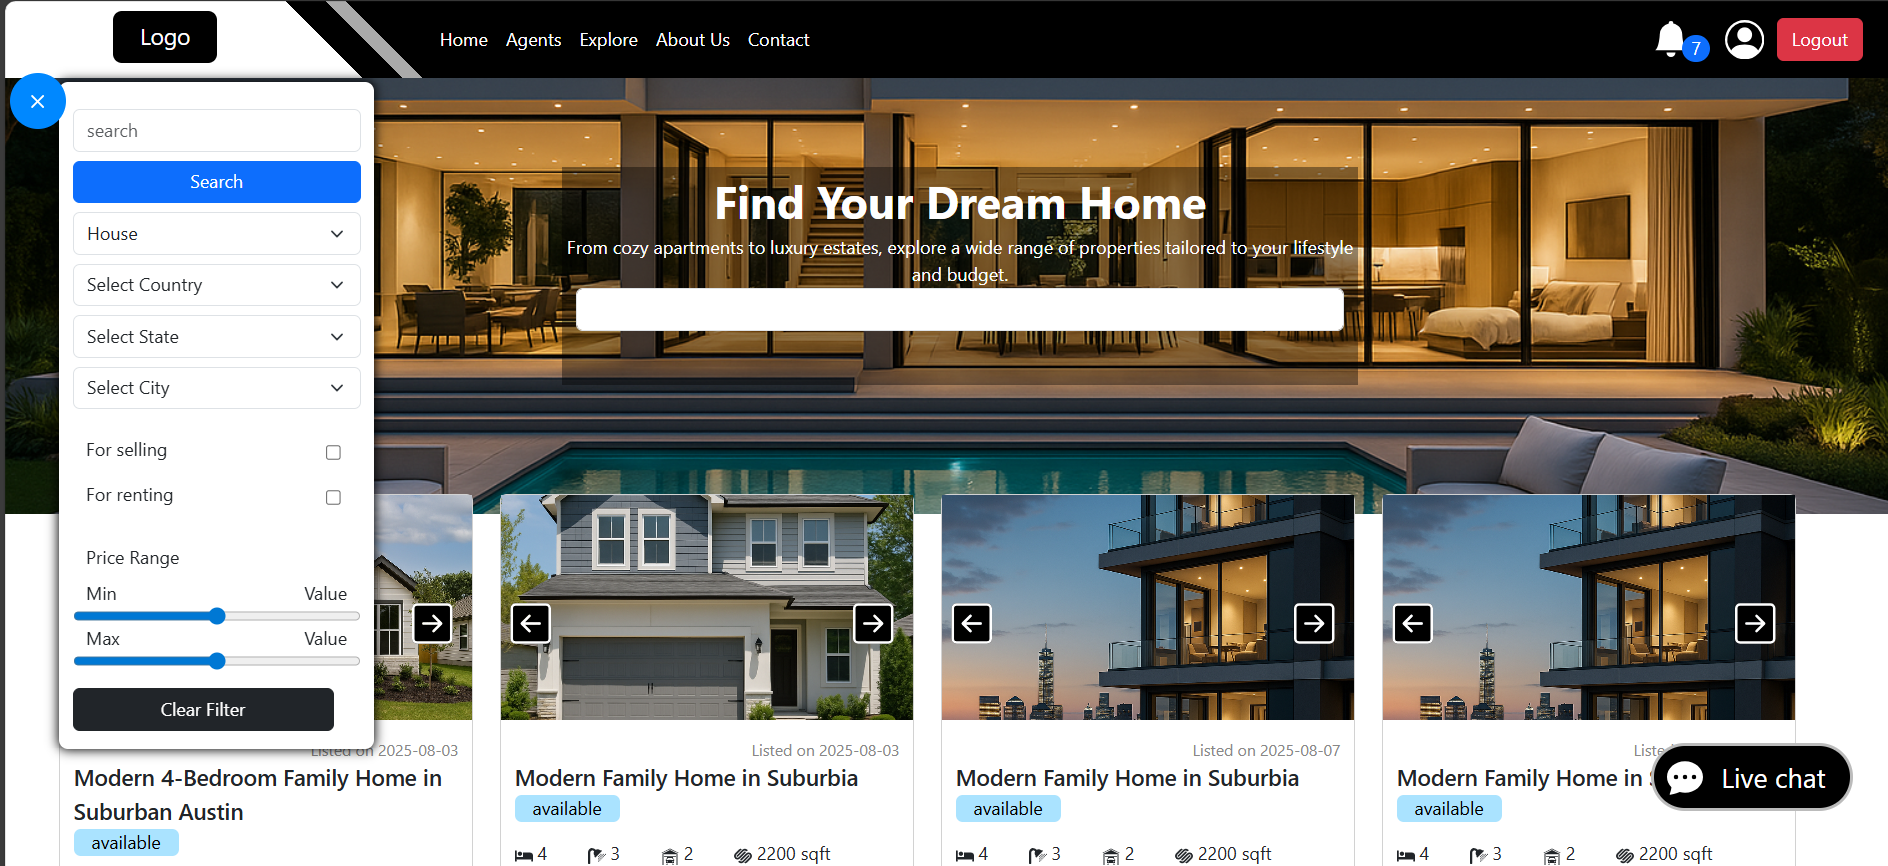 Logo
Home Agents Explore About Us Contact
7
Logout
search
Search
House
Select Country
Select State
Select City
For selling
For renting
Price Range
Min Value
Max Value
Clear Filter
Find Your Dream Home
From cozy apartments to luxury estates, explore a wide range of properties tailored to your lifestyle
and budget.
Listed on 2025-08-03
Modern 4-Bedroom Family Home in
Suburban Austin
available
Listed on 2025-08-03
Modern Family Home in Suburbia
available
4 3 2 2200 sqft
Listed on 2025-08-07
Modern Family Home in Suburbia
available
4 3 2 2200 sqft
Modern Family Home in
available
4 3 2 2200 sqft
Live chat